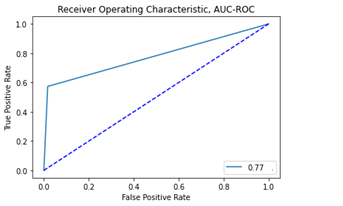 Receiver Operating Characteristic, AUC-ROC
1.0
0.8
0.6
0.4
0.2
0.0
True Positive Rate
0.77 .
0.0 0.2 0.4 0.6 0.8 1.0
False Positive Rate